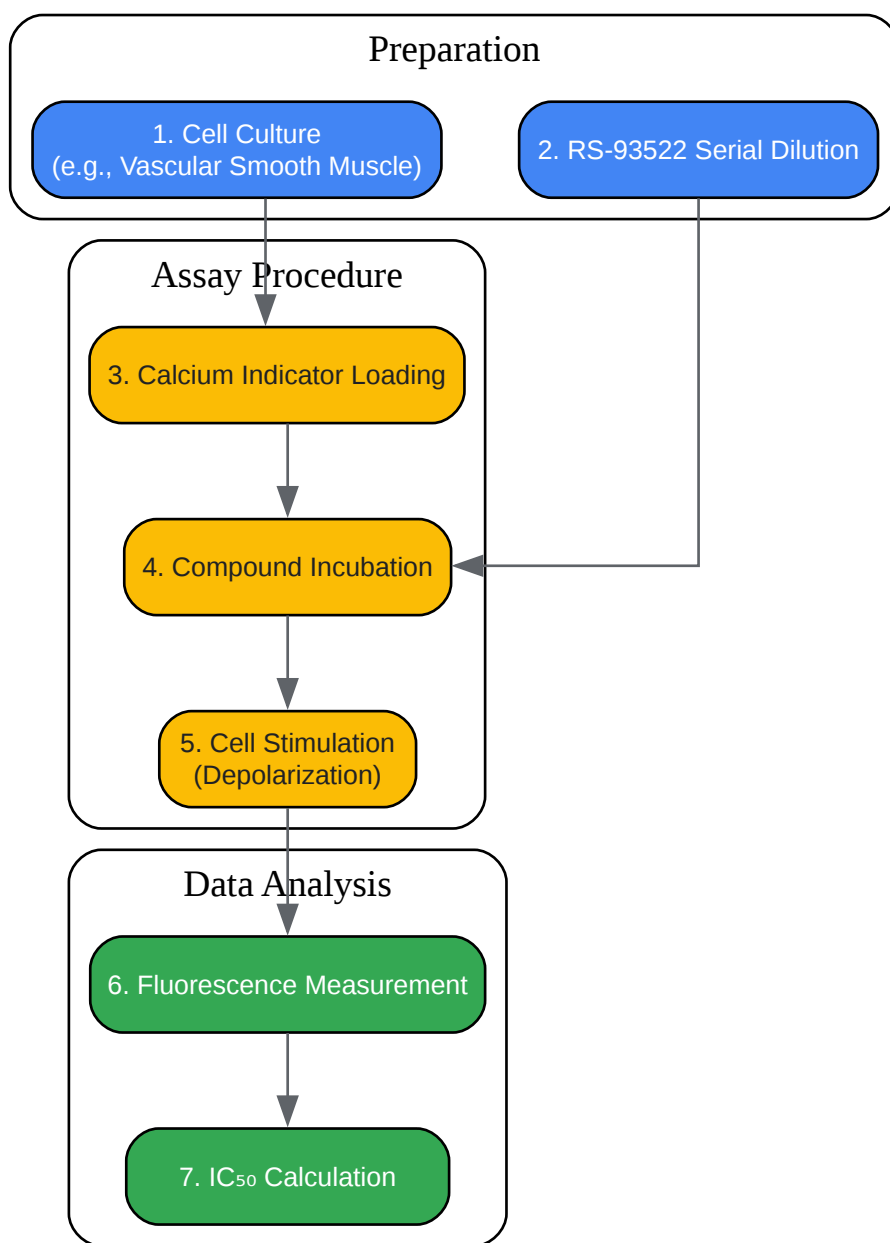 Preparation
1. Cell Culture
(e.g., Vascular Smooth Muscle)
2. RS-93522 Serial Dilution
Assay Procedure
3. Calcium Indicator Loading
4. Compound Incubation
5. Cell Stimulation
(Depolarization)
Data Analysis
6. Fluorescence Measurement
7. IC₅₀ Calculation